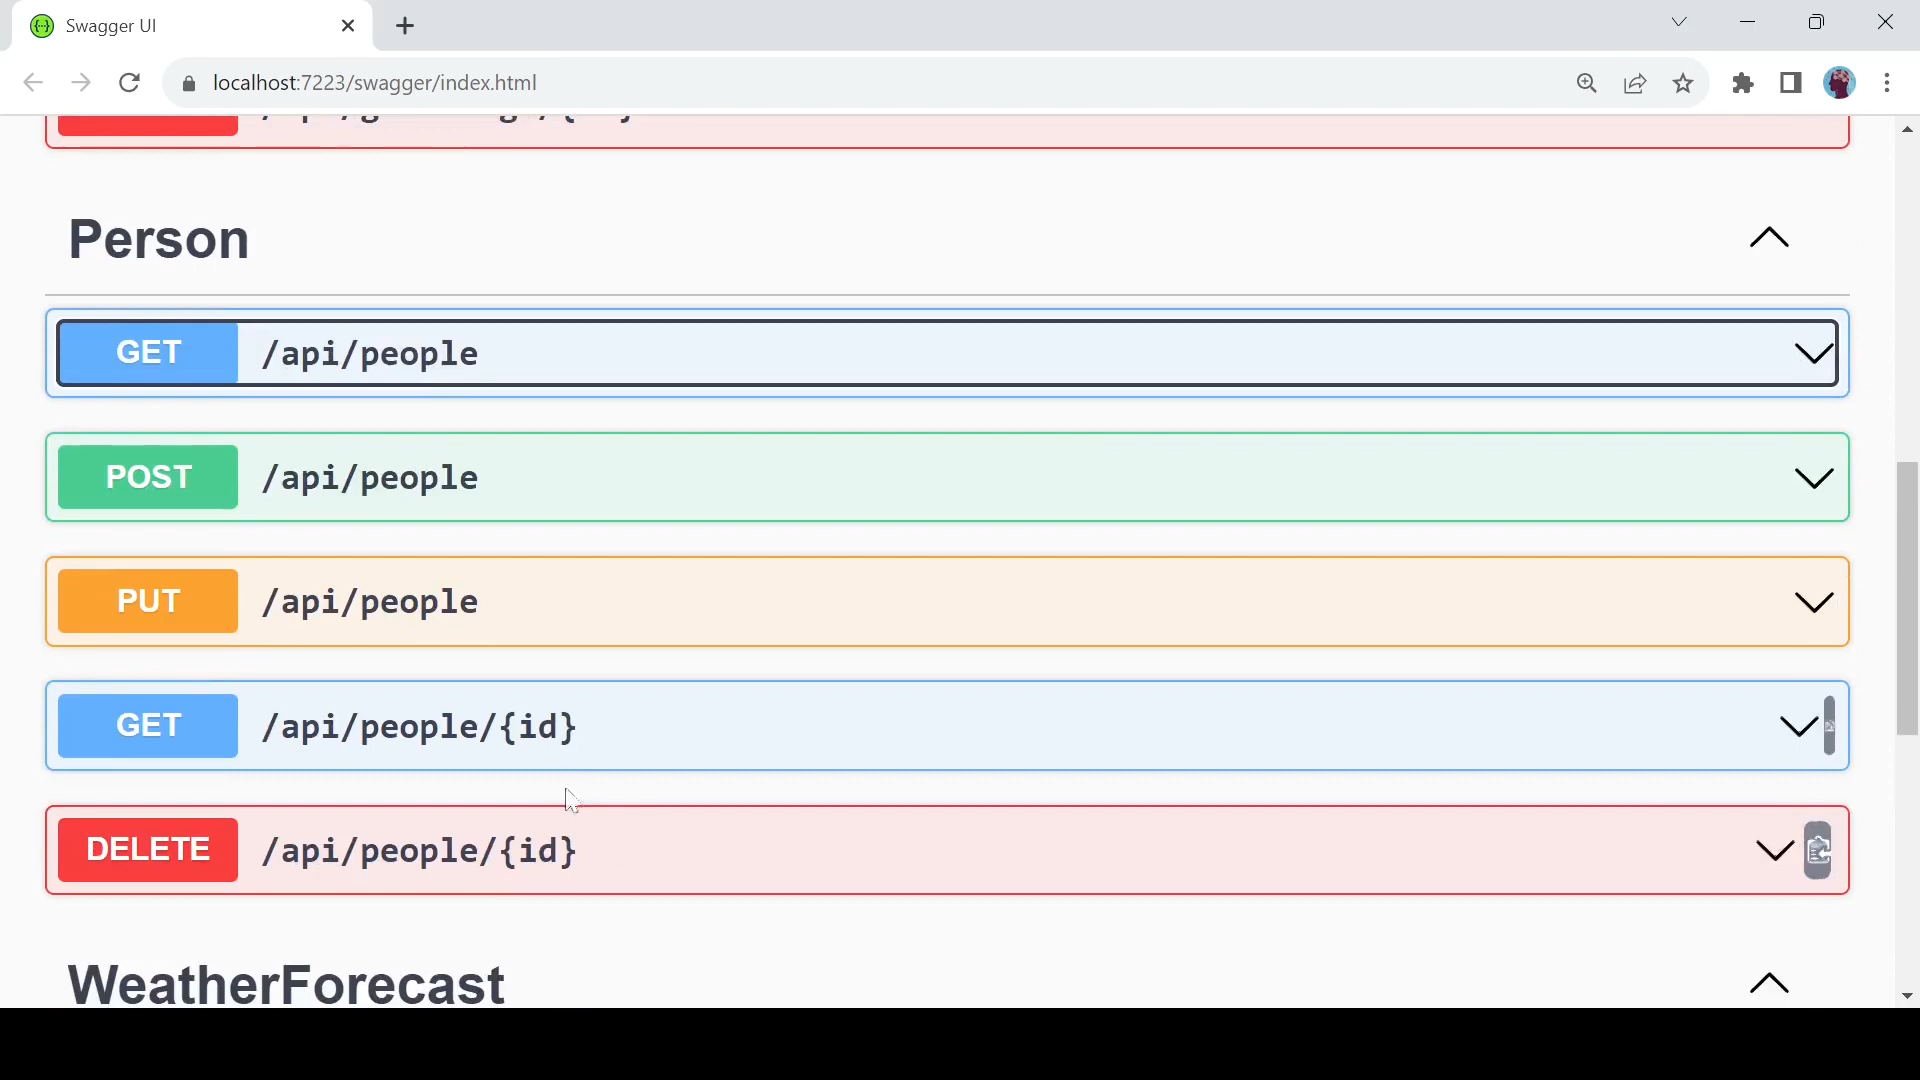 Swagger UI
localhost:7223/swagger/index.html
Person
GET /api/people
POST /api/people
PUT /api/people
GET /api/people/{id}
DELETE /api/people/{id}
WeatherForecast